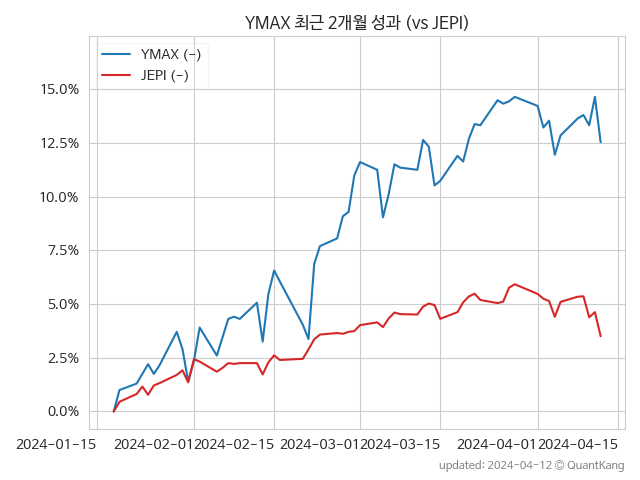 YMAX 최근 2개월 성과 (vs JEPI)
YMAX (-)
JEPI (-)
15.0%
12.5%
10.0%
7.5%
5.0%
2.5%
0.0%
2024-01-15 2024-02-01 2024-02-15 2024-03-01 2024-03-15 2024-04-01 2024-04-15
updated: 2024-04-12 © QuantKang